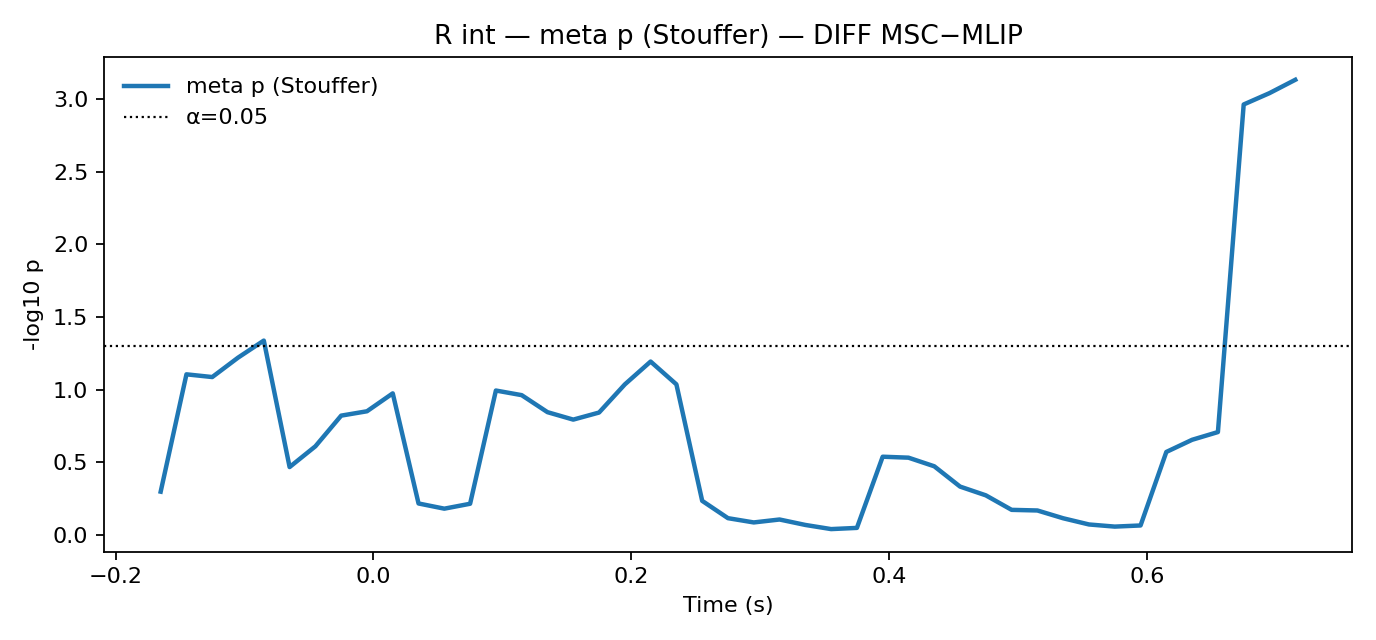 R int — meta p (Stouffer) — DIFF MSC−MLIP
meta p (Stouffer)
α=0.05
-log10 p
3.0
2.5
2.0
1.5
1.0
0.5
0.0
−0.2
0.0
0.2
0.4
0.6
Time (s)